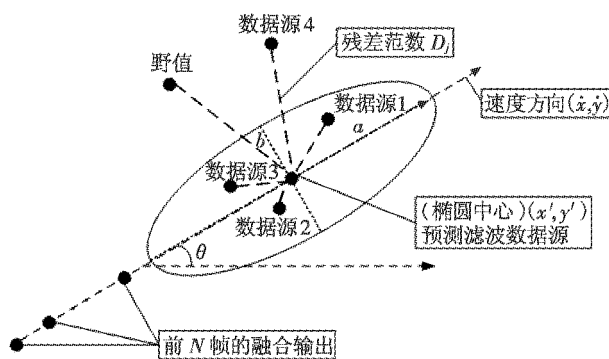 数据源4
残差范数 D_j
野值
数据源1
速度方向(ẋ,ẏ)
a
b
数据源3
(椭圆中心)(x′,y′)
预测滤波数据源
数据源2
θ
前 N 帧的融合输出